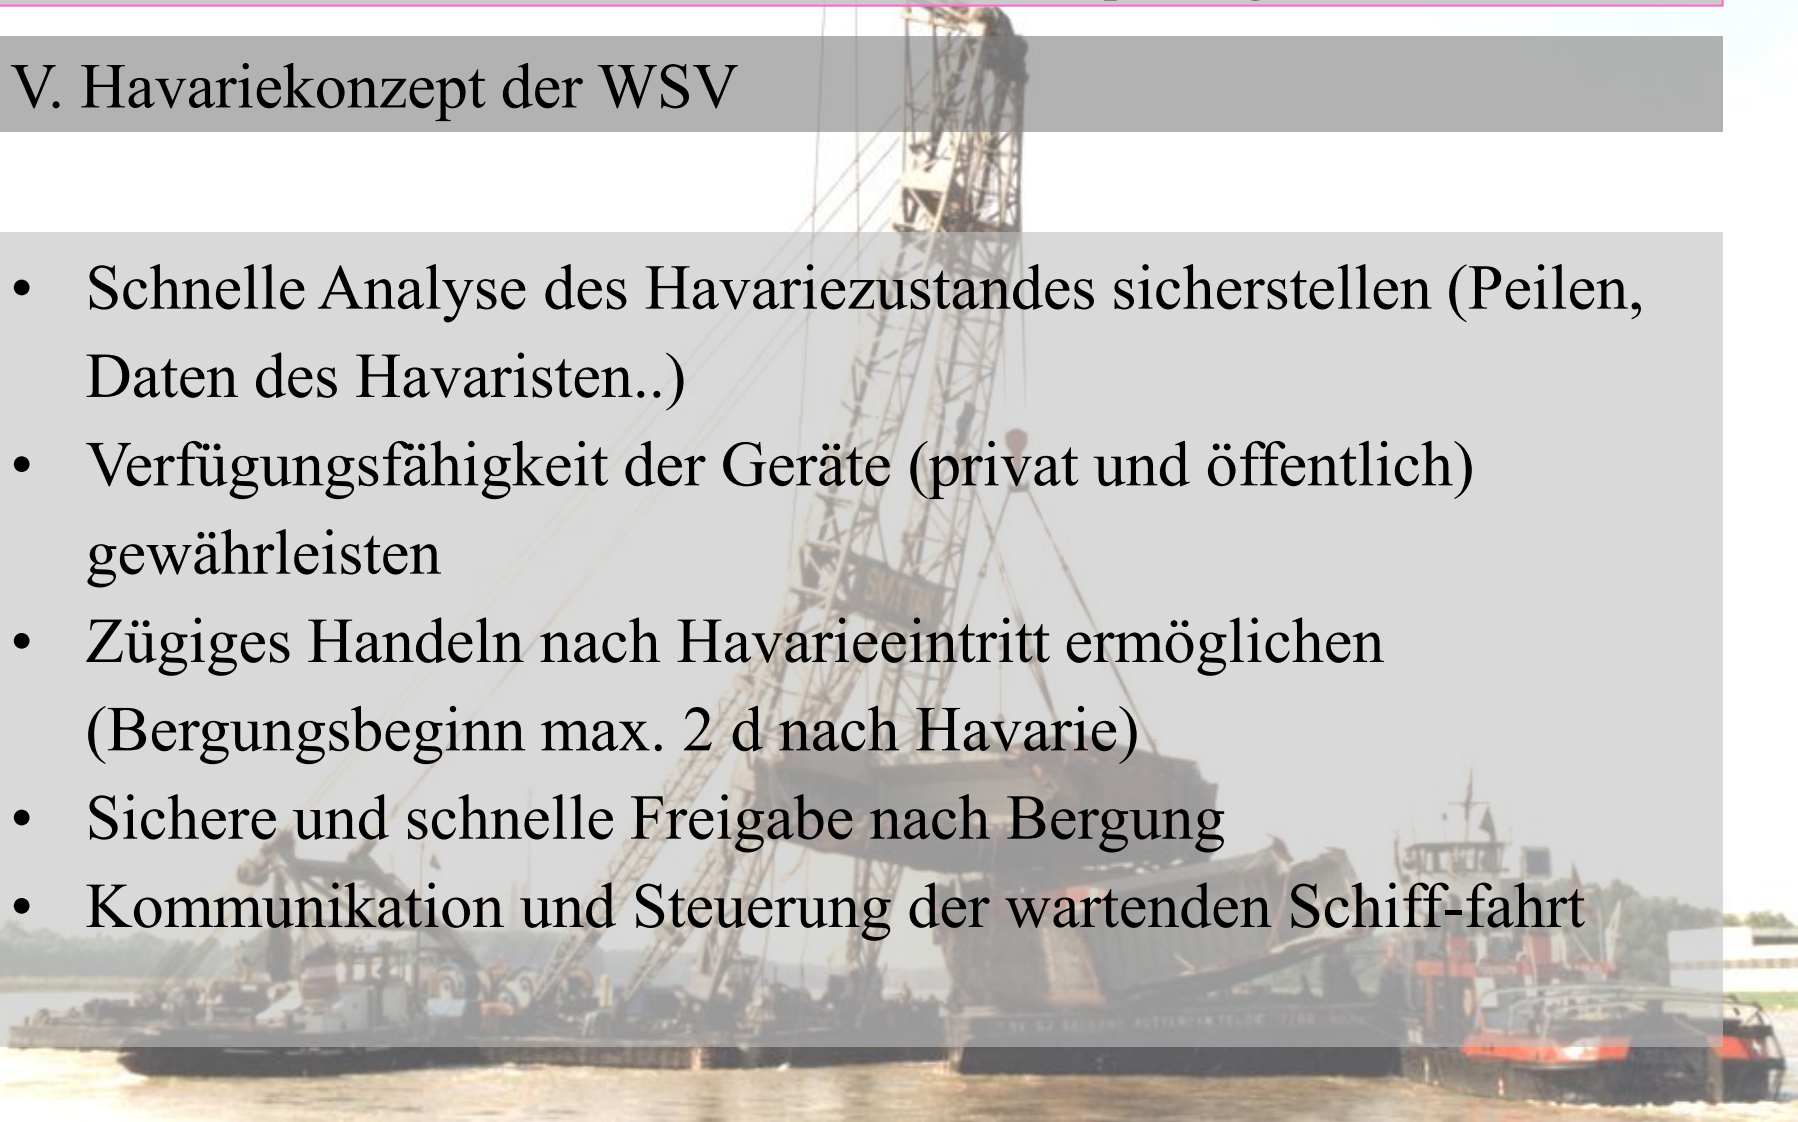 V. Havariekonzept der WSV
• Schnelle Analyse des Havariezustandes sicherstellen (Peilen,
Daten des Havaristen..)
• Verfügungsfähigkeit der Geräte (privat und öffentlich)
gewährleisten
• Zügiges Handeln nach Havarieeintritt ermöglichen
(Bergungsbeginn max. 2 d nach Havarie)
• Sichere und schnelle Freigabe nach Bergung
• Kommunikation und Steuerung der wartenden Schiff-fahrt